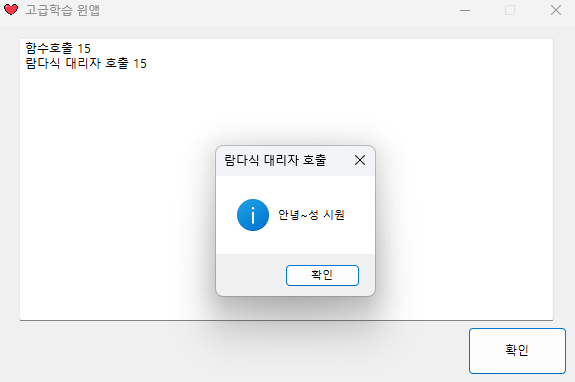 고급학습 윈앱
함수호출 15
람다식 대리자 호출 15
람다식 대리자 호출
안녕~성 시원
확인
확인